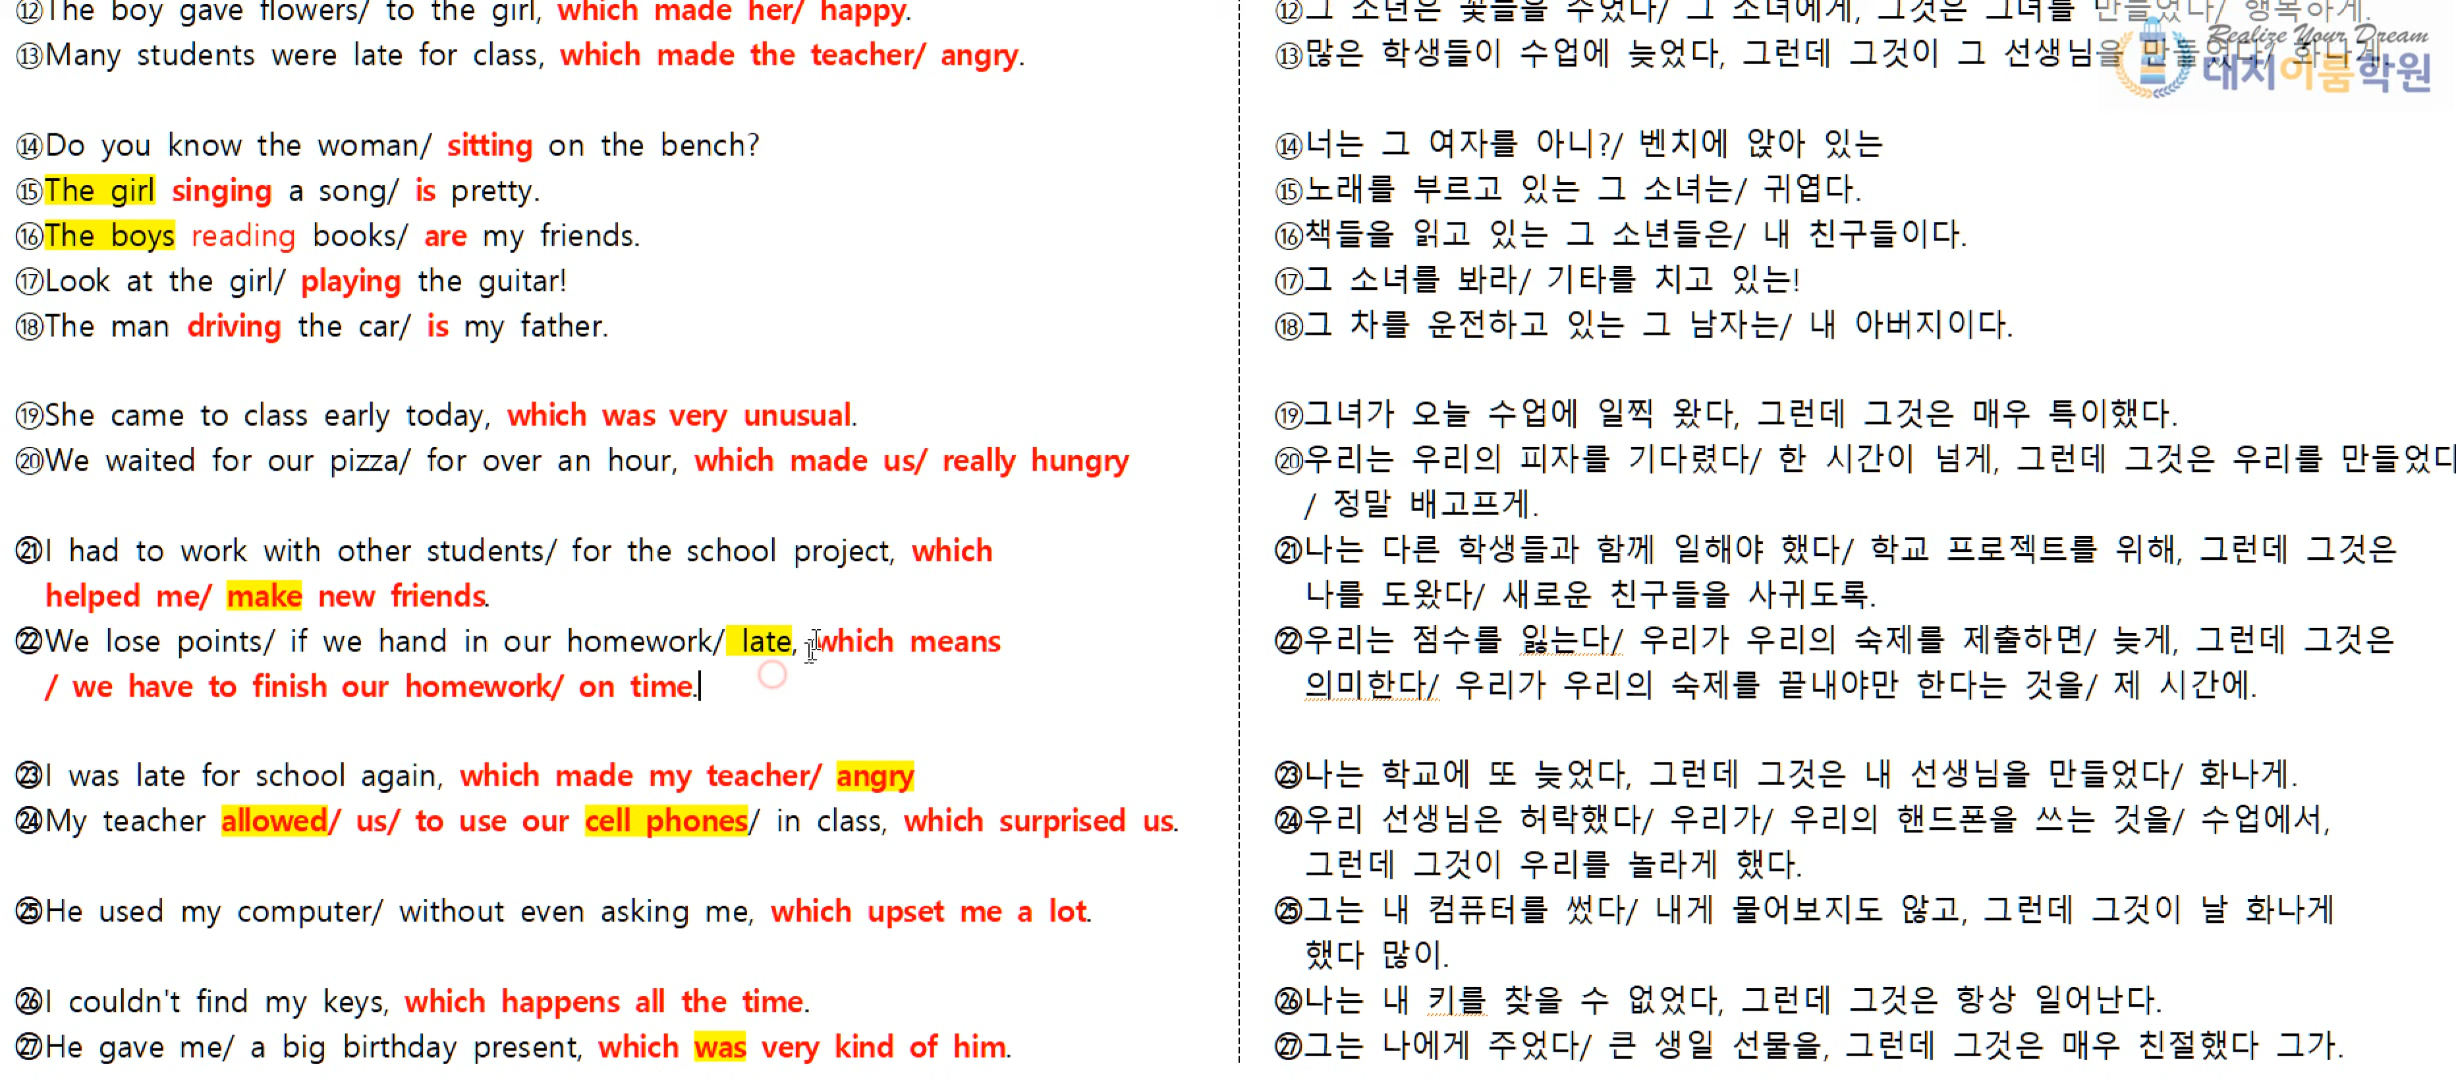 ⑫The boy gave flowers/ to the girl, which made her/ happy.
⑬Many students were late for class, which made the teacher/ angry.
⑭Do you know the woman/ sitting on the bench?
⑮The girl singing a song/ is pretty.
⑯The boys reading books/ are my friends.
⑰Look at the girl/ playing the guitar!
⑱The man driving the car/ is my father.
⑲She came to class early today, which was very unusual.
⑳We waited for our pizza/ for over an hour, which made us/ really hungry
㉑I had to work with other students/ for the school project, which
helped me/ make new friends.
㉒We lose points/ if we hand in our homework/ late, which means
/ we have to finish our homework/ on time.
㉓I was late for school again, which made my teacher/ angry
㉔My teacher allowed/ us/ to use our cell phones/ in class, which surprised us.
㉕He used my computer/ without even asking me, which upset me a lot.
㉖I couldn't find my keys, which happens all the time.
㉗He gave me/ a big birthday present, which was very kind of him.
⑫그 소년은 꽃들을 주었다/ 그 소녀에게, 그것은 그녀를 만들었다/ 행복하게.
⑬많은 학생들이 수업에 늦었다, 그런데 그것이 그 선생님을 만들었다/ 화나게.
⑭너는 그 여자를 아니?/ 벤치에 앉아 있는
⑮노래를 부르고 있는 그 소녀는/ 귀엽다.
⑯책들을 읽고 있는 그 소년들은/ 내 친구들이다.
⑰그 소녀를 봐라/ 기타를 치고 있는!
⑱그 차를 운전하고 있는 그 남자는/ 내 아버지이다.
⑲그녀가 오늘 수업에 일찍 왔다, 그런데 그것은 매우 특이했다.
⑳우리는 우리의 피자를 기다렸다/ 한 시간이 넘게, 그런데 그것은 우리를 만들었다
/ 정말 배고프게.
㉑나는 다른 학생들과 함께 일해야 했다/ 학교 프로젝트를 위해, 그런데 그것은
나를 도왔다/ 새로운 친구들을 사귀도록.
㉒우리는 점수를 잃는다/ 우리가 우리의 숙제를 제출하면/ 늦게, 그런데 그것은
의미한다/ 우리가 우리의 숙제를 끝내야만 한다는 것을/ 제 시간에.
㉓나는 학교에 또 늦었다, 그런데 그것은 내 선생님을 만들었다/ 화나게.
㉔우리 선생님은 허락했다/ 우리가/ 우리의 핸드폰을 쓰는 것을/ 수업에서,
그런데 그것이 우리를 놀라게 했다.
㉕그는 내 컴퓨터를 썼다/ 내게 물어보지도 않고, 그런데 그것이 날 화나게
했다 많이.
㉖나는 내 키를 찾을 수 없었다, 그런데 그것은 항상 일어난다.
㉗그는 나에게 주었다/ 큰 생일 선물을, 그런데 그것은 매우 친절했다 그가.
Realize Your Dream
대치이룸학원